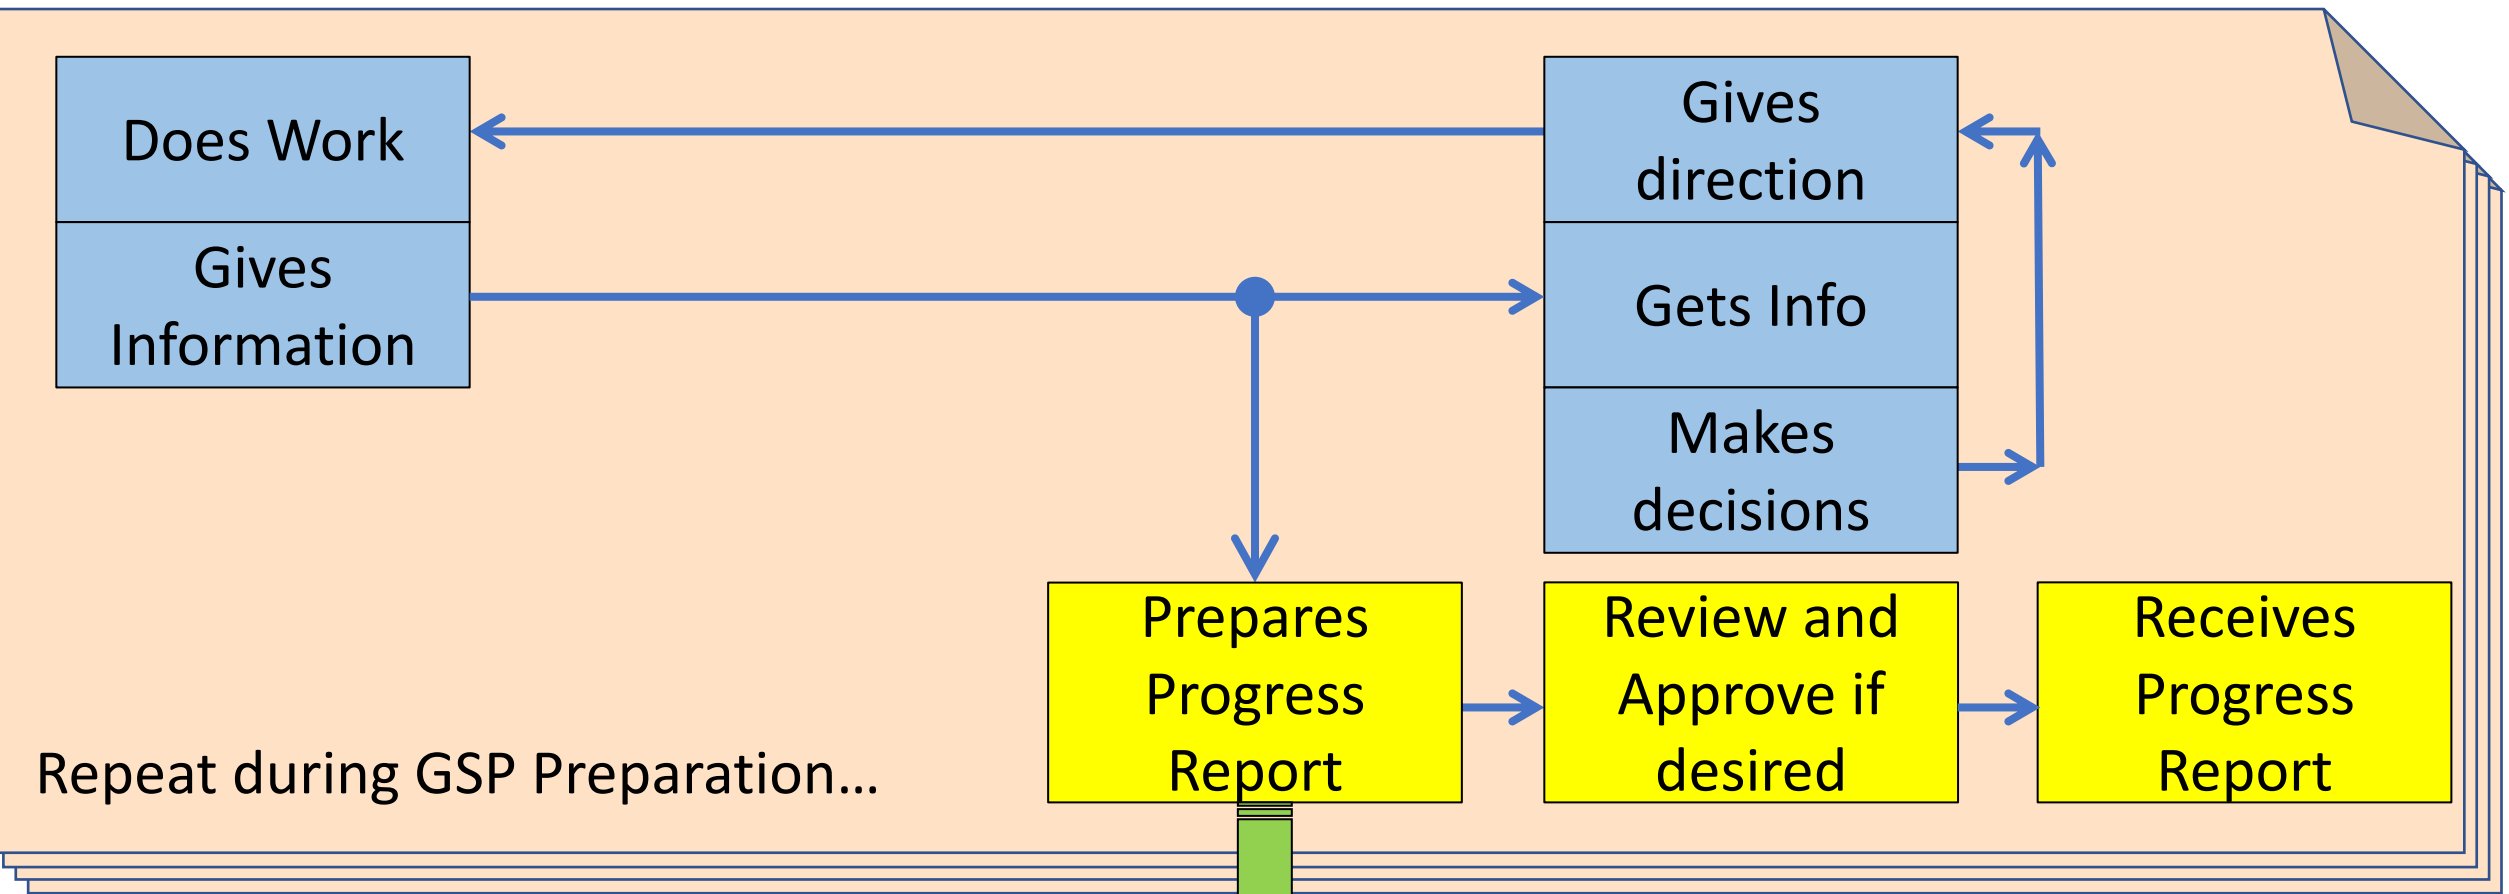 Does Work
Gives
Information
Gives
direction
Gets Info
Makes
decisions
Prepares
Progress
Report
Review and
Approve if
desired
Receives
Progress
Report
Repeat during GSP Preparation…